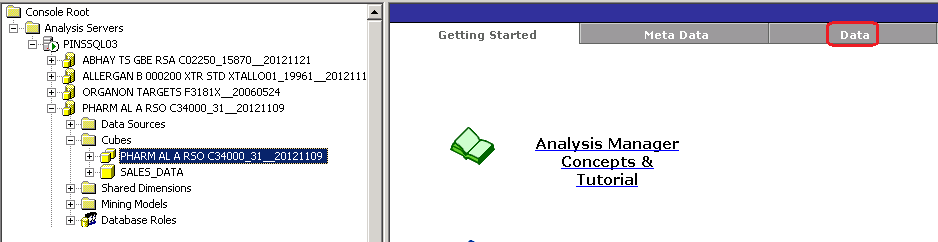 Console Root
Analysis Servers
PINSSQL03
ABHAY TS GBE RSA C02250_15870__20121121
ALLERGAN B 000200 XTR STD XTALLO01_19961__2012111
ORGANON TARGETS F3181X__20060524
PHARM AL A RSO C34000_31__20121109
Data Sources
Cubes
PHARM AL A RSO C34000_31__20121109
SALES_DATA
Shared Dimensions
Mining Models
Database Roles
Getting Started
Meta Data
Data
Analysis Manager
Concepts &
Tutorial